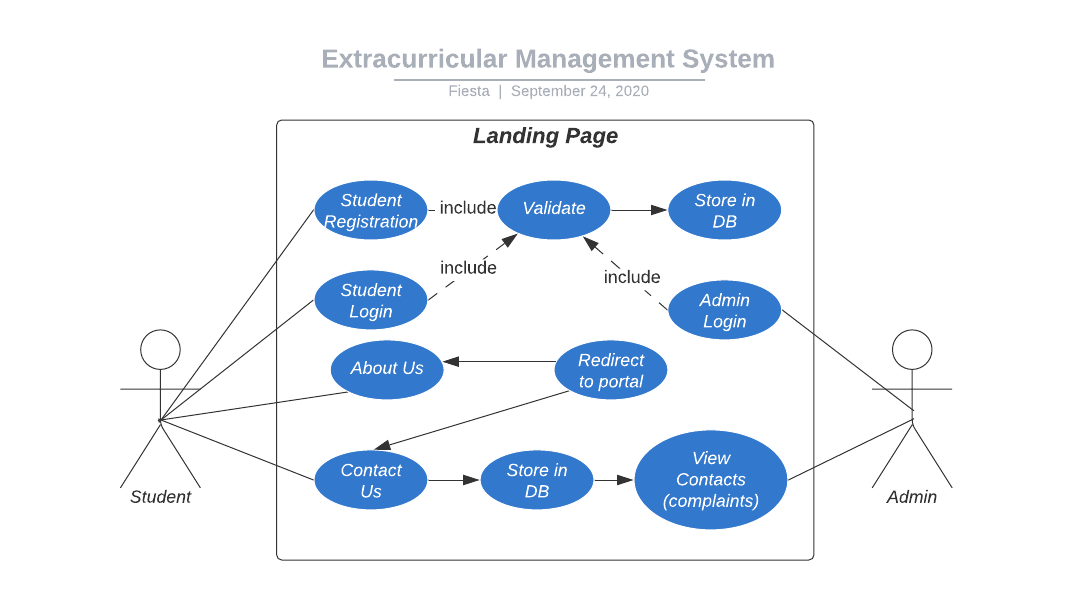 Extracurricular Management System
Fiesta | September 24, 2020
Landing Page
Student
Registration
include
Validate
Store in
DB
include
include
Student
Login
Admin
Login
About Us
Redirect
to portal
Contact
Us
Store in
DB
View
Contacts
(complaints)
Student
Admin